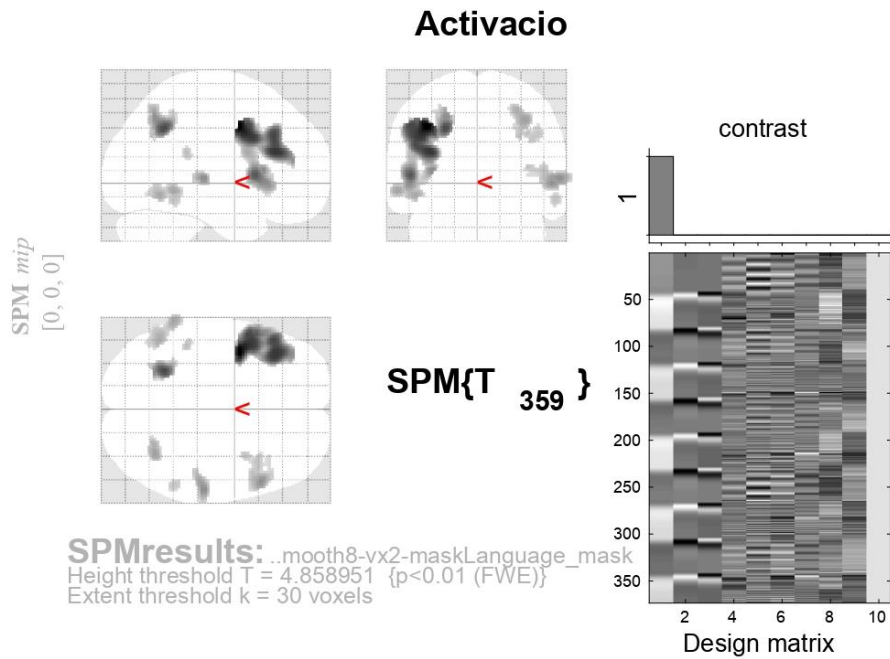 Activacio
SPM mip
[0, 0, 0]
<
<
<
SPM{T 359 }
contrast
1
50
100
150
200
250
300
350
2 4 6 8 10
Design matrix
SPMresults: ..mooth8-vx2-maskLanguage_mask
Height threshold T = 4.858951 {p<0.01 (FWE)}
Extent threshold k = 30 voxels